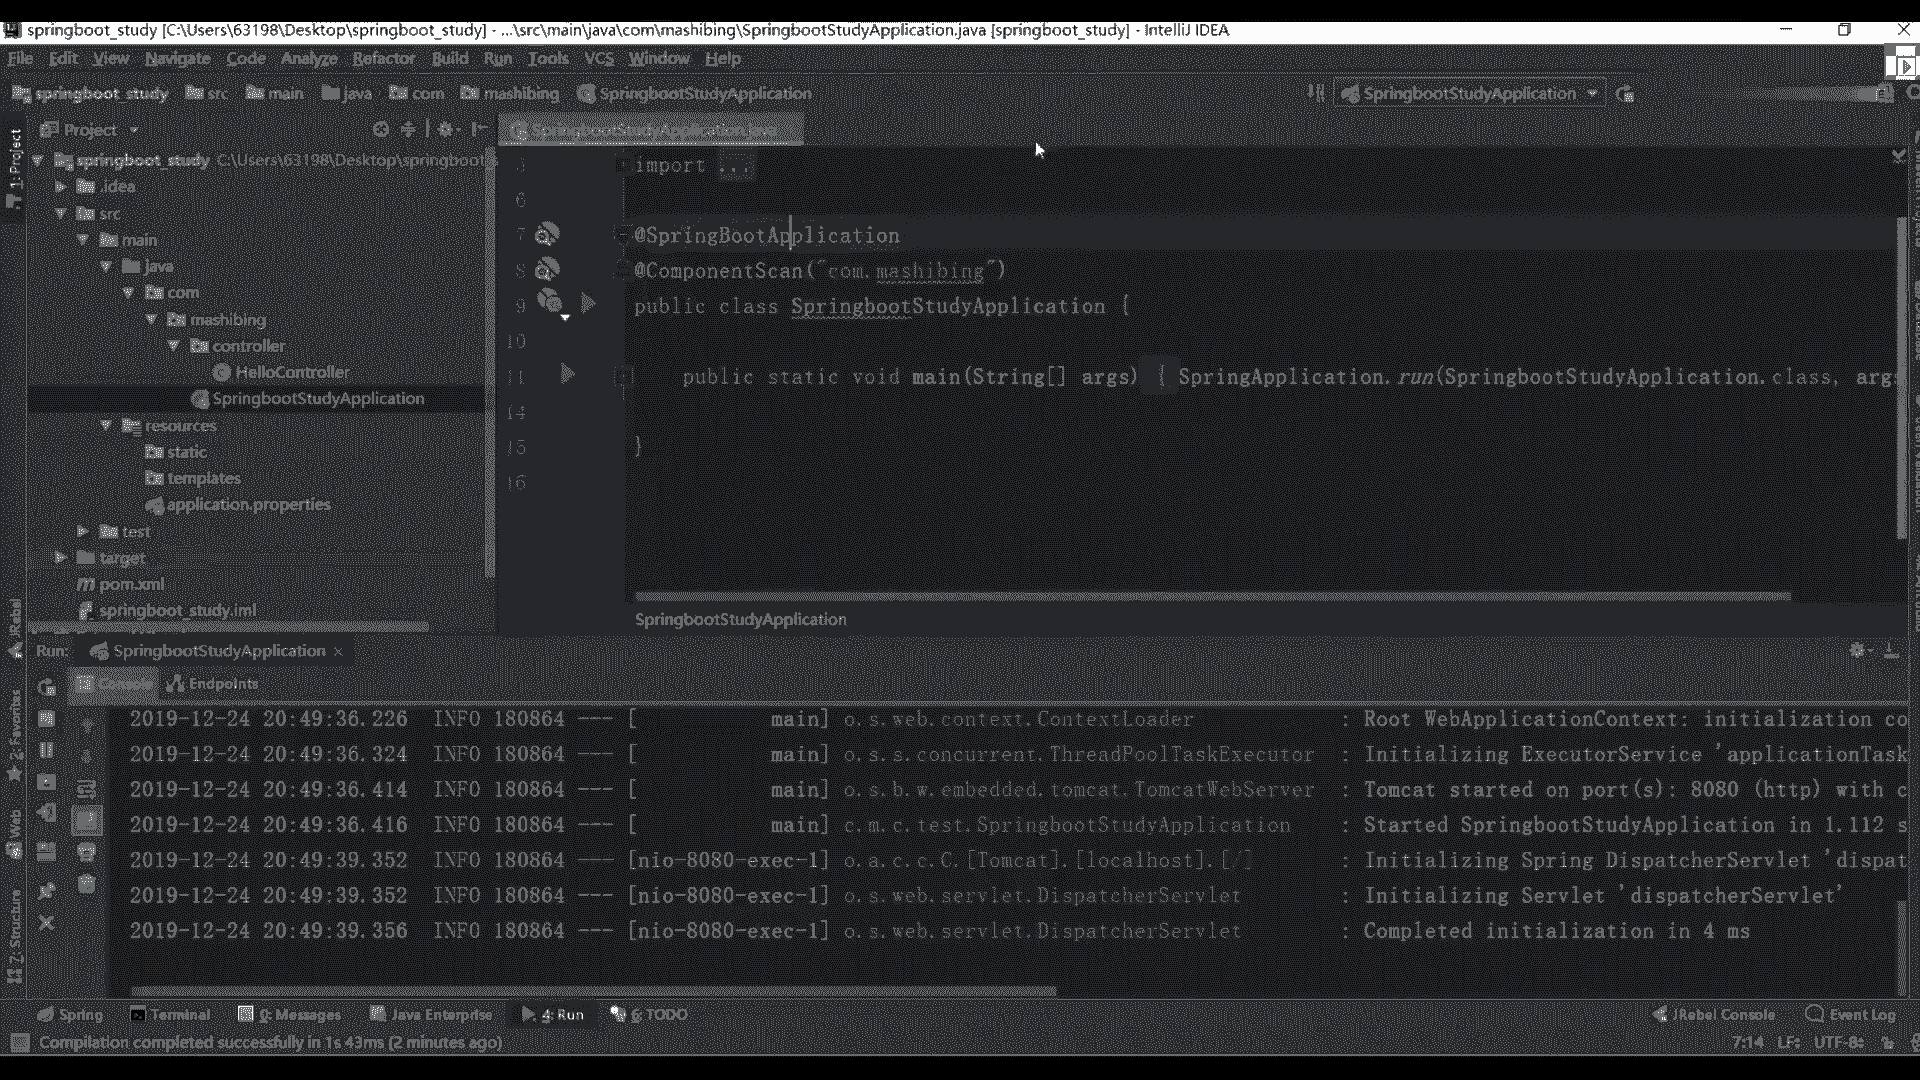 springboot_study [C:\Users\63198\Desktop\springboot_study] - ...\src\main\java\com\mashibing\SpringbootStudyApplication.java [springboot_study] - IntelliJ IDEA
File Edit View Navigate Code Analyze Refactor Build Run Tools VCS Window Help
springboot_study src main java com mashibing SpringbootStudyApplication SpringbootStudyApplication
Project SpringbootStudyApplication.java
1: Project
springboot_study C:\Users\63198\Desktop\springboot
.idea
src
main
java
com
mashibing
controller
HelloController
SpringbootStudyApplication
resources
static
templates
application.properties
test
target
pom.xml
springboot_study.iml
3 import ...
6
7 @SpringBootApplication
8 @ComponentScan("com.mashibing")
9 public class SpringbootStudyApplication {
10
11 public static void main(String[] args) { SpringApplication.run(SpringbootStudyApplication.class, args
14
15 }
16
SpringbootStudyApplication
JRebel
Run: SpringbootStudyApplication ×
Console Endpoints
2019-12-24 20:49:36.226 INFO 180864 --- [ main] o.s.web.context.ContextLoader : Root WebApplicationContext: initialization co
2019-12-24 20:49:36.324 INFO 180864 --- [ main] o.s.s.concurrent.ThreadPoolTaskExecutor : Initializing ExecutorService 'applicationTask
2019-12-24 20:49:36.414 INFO 180864 --- [ main] o.s.b.w.embedded.tomcat.TomcatWebServer : Tomcat started on port(s): 8080 (http) with c
2019-12-24 20:49:36.416 INFO 180864 --- [ main] c.m.c.test.SpringbootStudyApplication : Started SpringbootStudyApplication in 1.112 s
2019-12-24 20:49:39.352 INFO 180864 --- [nio-8080-exec-1] o.a.c.c.C.[Tomcat].[localhost].[/] : Initializing Spring DispatcherServlet 'dispat
2019-12-24 20:49:39.352 INFO 180864 --- [nio-8080-exec-1] o.s.web.servlet.DispatcherServlet : Initializing Servlet 'dispatcherServlet'
2019-12-24 20:49:39.356 INFO 180864 --- [nio-8080-exec-1] o.s.web.servlet.DispatcherServlet : Completed initialization in 4 ms
2: Favorites
Web
7: Structure
Spring Terminal 0: Messages Java Enterprise 4: Run 6: TODO JRebel Console Event Log
Compilation completed successfully in 1s 43ms (2 minutes ago) 7:14 LF: UTF-8: